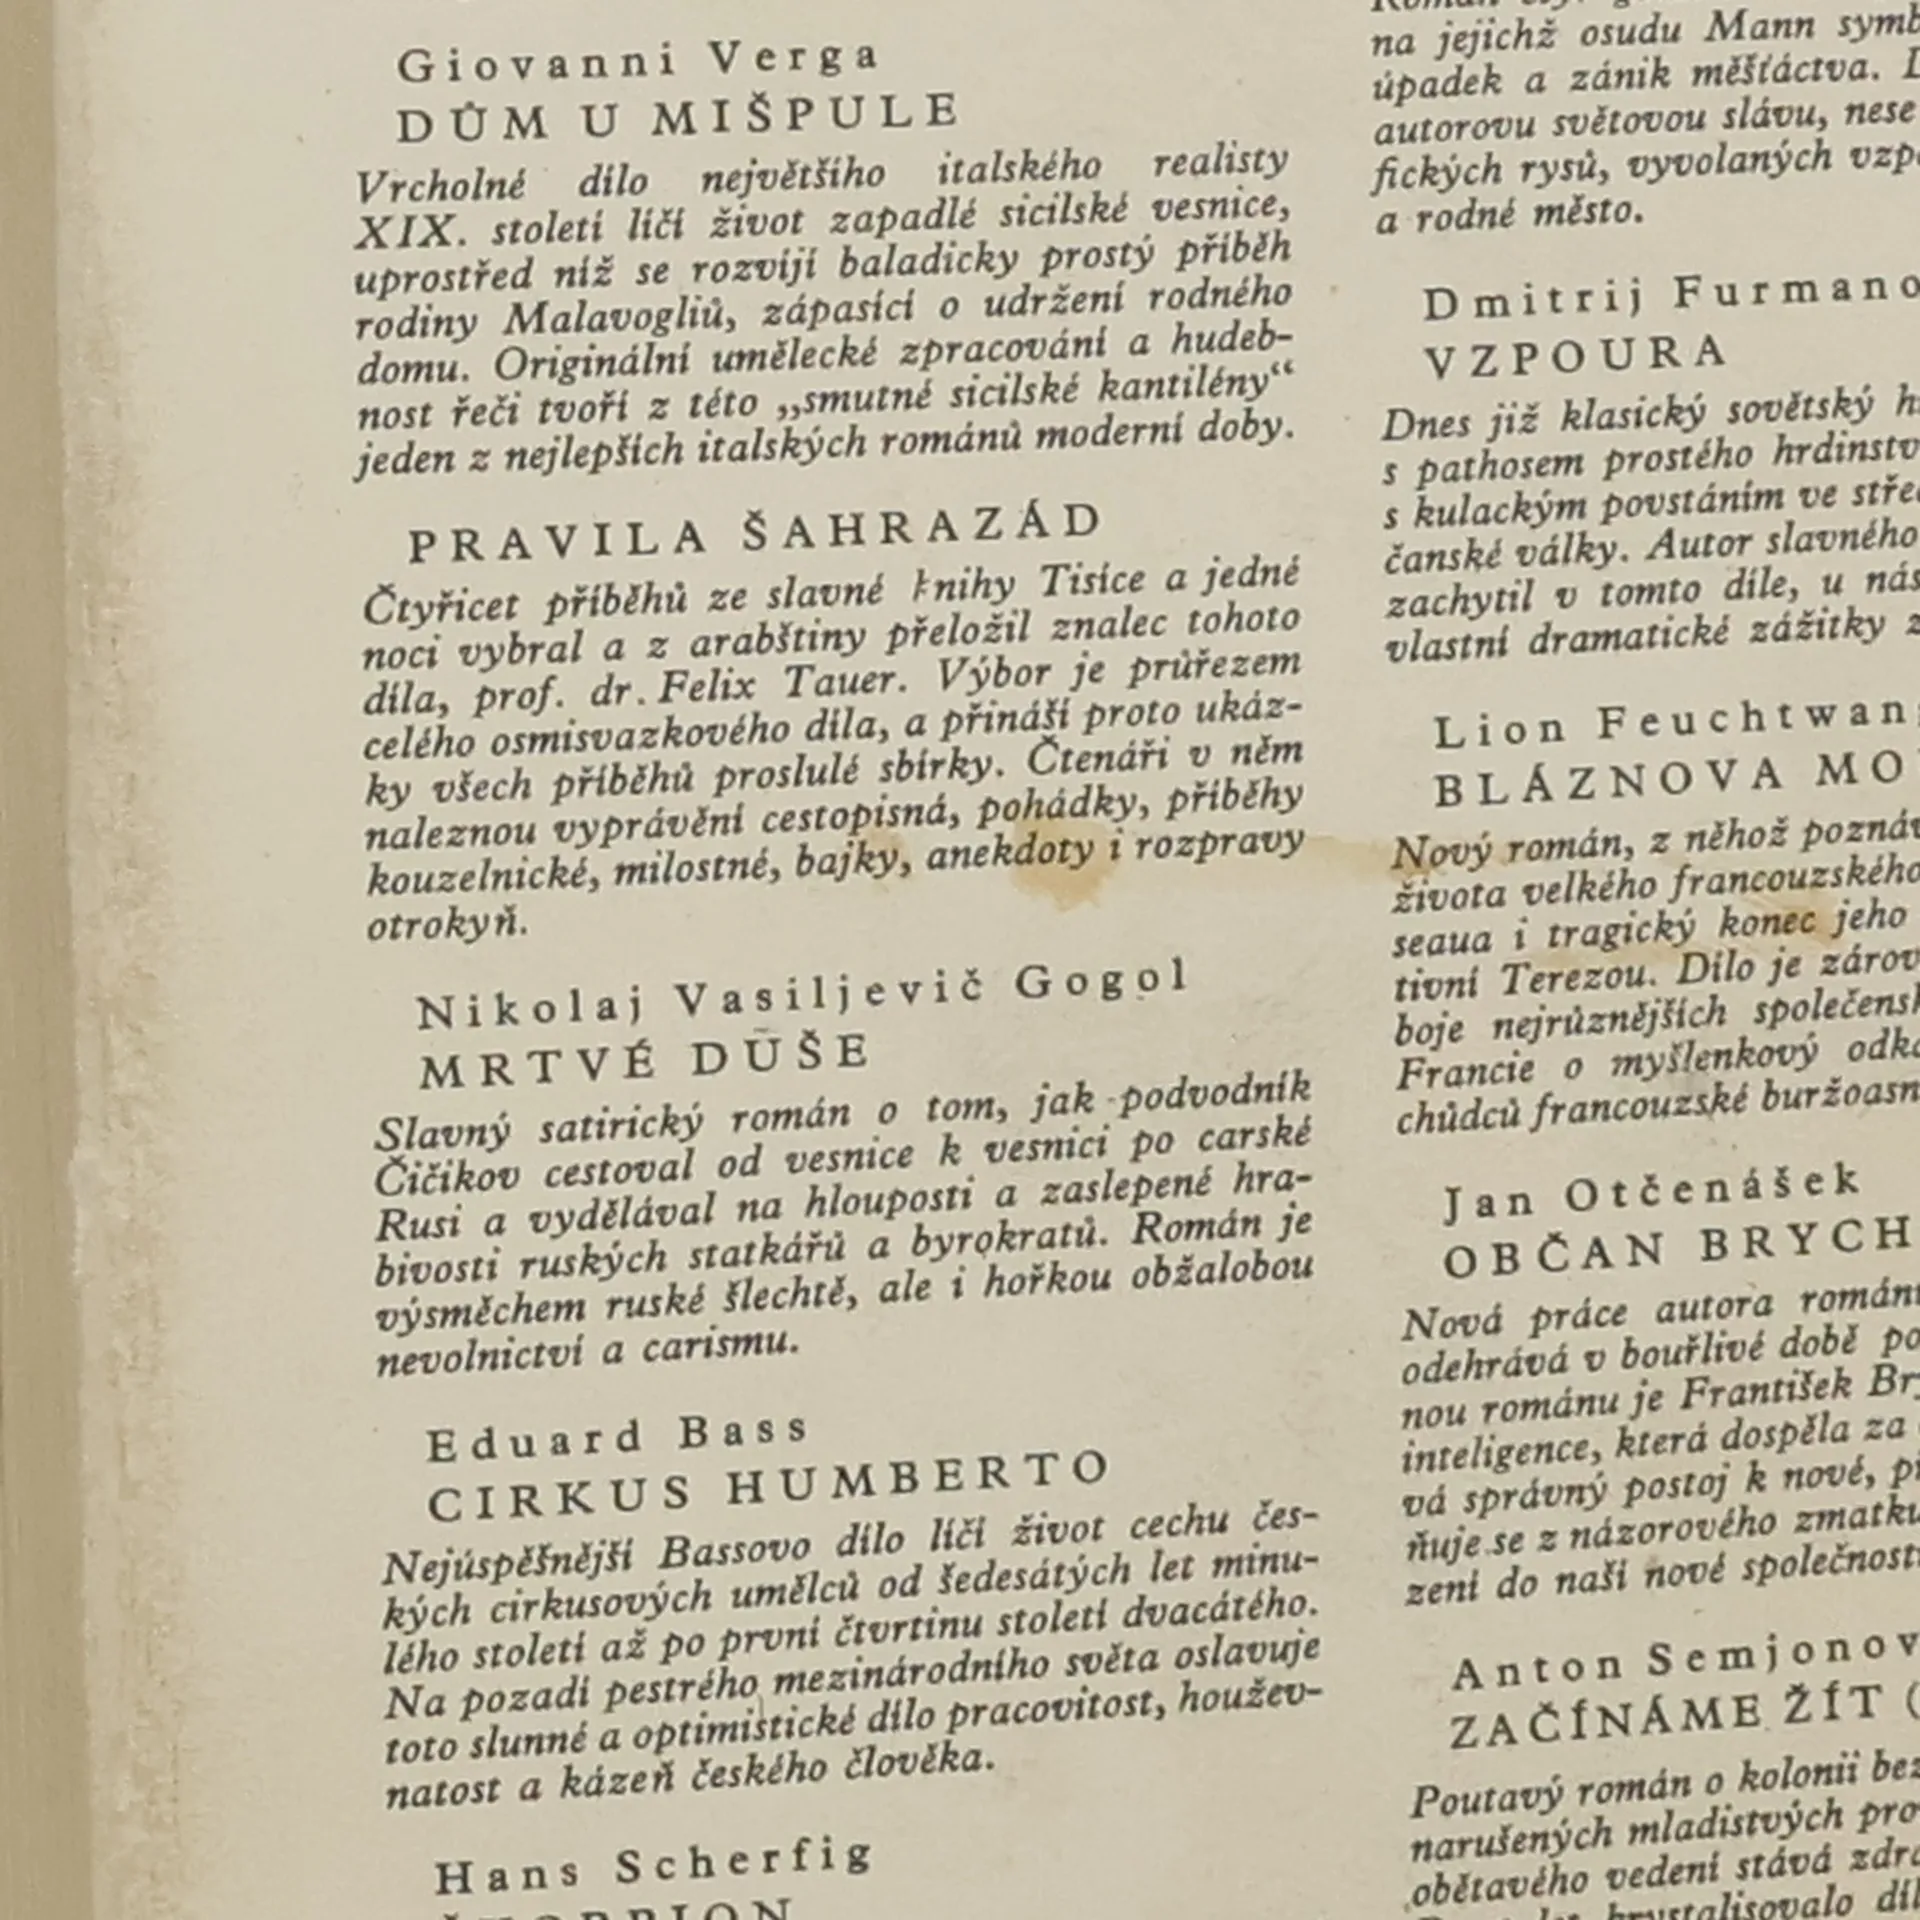 Giovanni Verga
DŮM U MIŠPULE
Vrcholné dílo největšího italského realisty
XIX. století líčí život zapadlé sicilské vesnice,
uprostřed níž se rozvíjí baladicky prostý příběh
rodiny Malavogliů, zápasící o udržení rodného
domu. Originální umělecké zpracování a hudeb-
nost řeči tvoří z této „smutné sicilské kantilény“
jeden z nejlepších italských románů moderní doby.
PRAVILA ŠAHRAZÁD
Čtyřicet příběhů ze slavné knihy Tisíce a jedné
noci vybral a z arabštiny přeložil znalec tohoto
díla, prof. dr. Felix Tauer. Výbor je průřezem
celého osmisvazkového díla, a přináší proto ukáz-
ky všech příběhů proslulé sbírky. Čtenáři v něm
naleznou vyprávění cestopisná, pohádky, příběhy
kouzelnické, milostné, bajky, anekdoty i rozpravy
otrokyň.
Nikolaj Vasiljevič Gogol
MRTVÉ DUŠE
Slavný satirický román o tom, jak podvodník
Čičikov cestoval od vesnice k vesnici po carské
Rusi a vydělával na hlouposti a zaslepené hra-
bivosti ruských statkářů a byrokratů. Román je
výsměchem ruské šlechtě, ale i hořkou obžalobou
nevolnictví a carismu.
Eduard Bass
CIRKUS HUMBERTO
Nejúspěšnější Bassovo dílo líčí život cechu čes-
kých cirkusových umělců od šedesátých let minu-
lého století až po první čtvrtinu století dvacátého.
Na pozadí pestrého mezinárodního světa oslavuje
toto slunné a optimistické dílo pracovitost, houžev-
natost a kázeň českého člověka.
Hans Scherfig
na jejichž osudu Mann symb
úpadek a zánik měšťáctva.
autorovu světovou slávu, nese
fických rysů, vyvolaných vzp
a rodné město.
Dmitrij Furmano
VZPOURA
Dnes již klasický sovětský
s pathosem prostého hrdinstv
s kulackým povstáním ve stře
čanské války. Autor slavného
zachytil v tomto díle, u nás
vlastní dramatické zážitky z
Lion Feuchtwan
BLÁZNOVA MO
Nový román, z něhož poznáv
života velkého francouzského
seaua i tragický konec jeho
tivní Terezou. Dílo je zárov
boje nejrůznějších společensk
Francie o myšlenkový odka
chůdců francouzské buržoasn
Jan Otčenášek
OBČAN BRYCH
Nová práce autora román
odehrává v bouřlivé době po
nou románu je František Br
inteligence, která dospěla za
vá správný postoj k nové, p
ňuje se z názorového zmatku
zení do naší nové společnost
Anton Semjonov
ZAČÍNÁME ŽÍT (
Poutavý román o kolonii bez
narušených mladistvých pro
obětavého vedení stává zdra